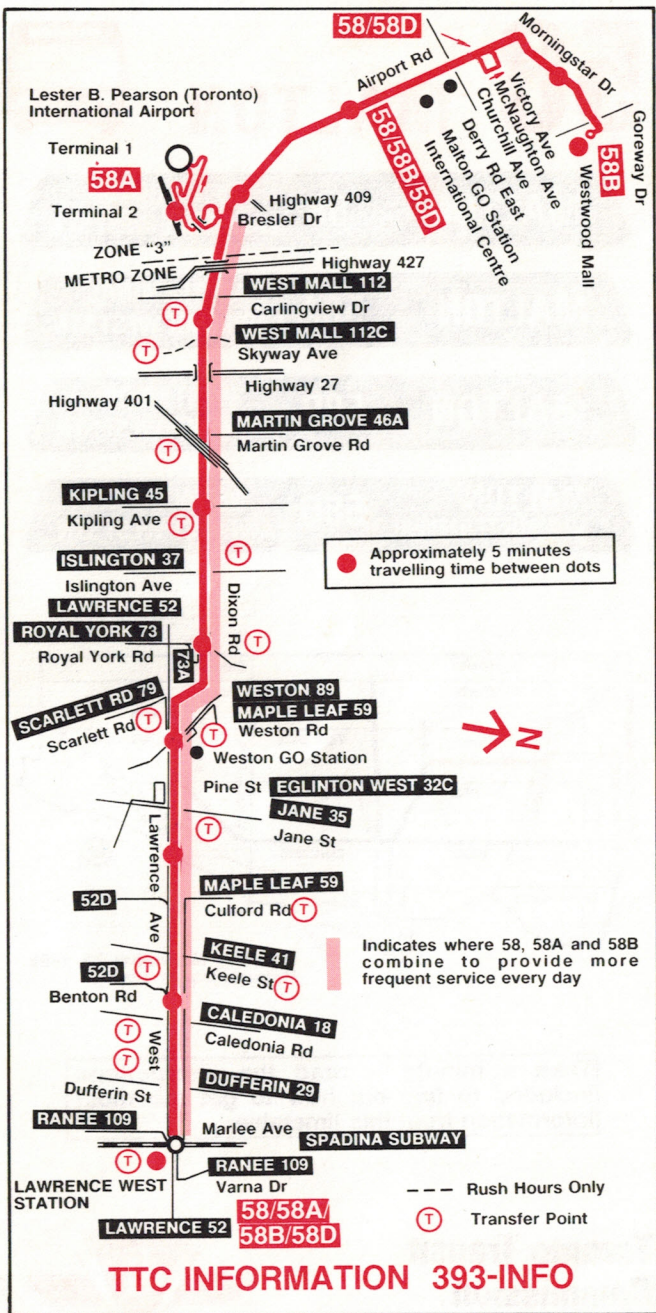 58/58D
Morningstar Dr
Airport Rd
Lester B. Pearson (Toronto)
International Airport
Terminal 1
58A
Terminal 2
58/58B/58D
Victory Ave
McNaughton Ave
Churchill Ave
Derry Rd East
Malton GO Station
International Centre
Goreway Dr
58B
Westwood Mall
Highway 409
Bresler Dr
ZONE "3"
METRO ZONE
Highway 427
WEST MALL 112
T
Carlingview Dr
WEST MALL 112C
T
Skyway Ave
Highway 27
Highway 401
MARTIN GROVE 46A
T
Martin Grove Rd
KIPLING 45
Kipling Ave
T
ISLINGTON 37
T
Islington Ave
Approximately 5 minutes
travelling time between dots
LAWRENCE 52
Dixon Rd
ROYAL YORK 73
T
Royal York Rd
73A
SCARLETT RD 79
Scarlett Rd
T
WESTON 89
MAPLE LEAF 59
T
Weston Rd
N
Weston GO Station
Pine St
EGLINTON WEST 32C
JANE 35
T
Jane St
Lawrence Ave West
MAPLE LEAF 59
52D
Culford Rd
T
KEELE 41
T
Keele St
T
Indicates where 58, 58A and 58B
combine to provide more
frequent service every day
52D
Benton Rd
CALEDONIA 18
T
Caledonia Rd
T
DUFFERIN 29
Dufferin St
Marlee Ave
RANEE 109
SPADINA SUBWAY
T
LAWRENCE WEST
STATION
RANEE 109
Varna Dr
Rush Hours Only
LAWRENCE 52
58/58A/
58B/58D
T
Transfer Point
TTC INFORMATION 393-INFO